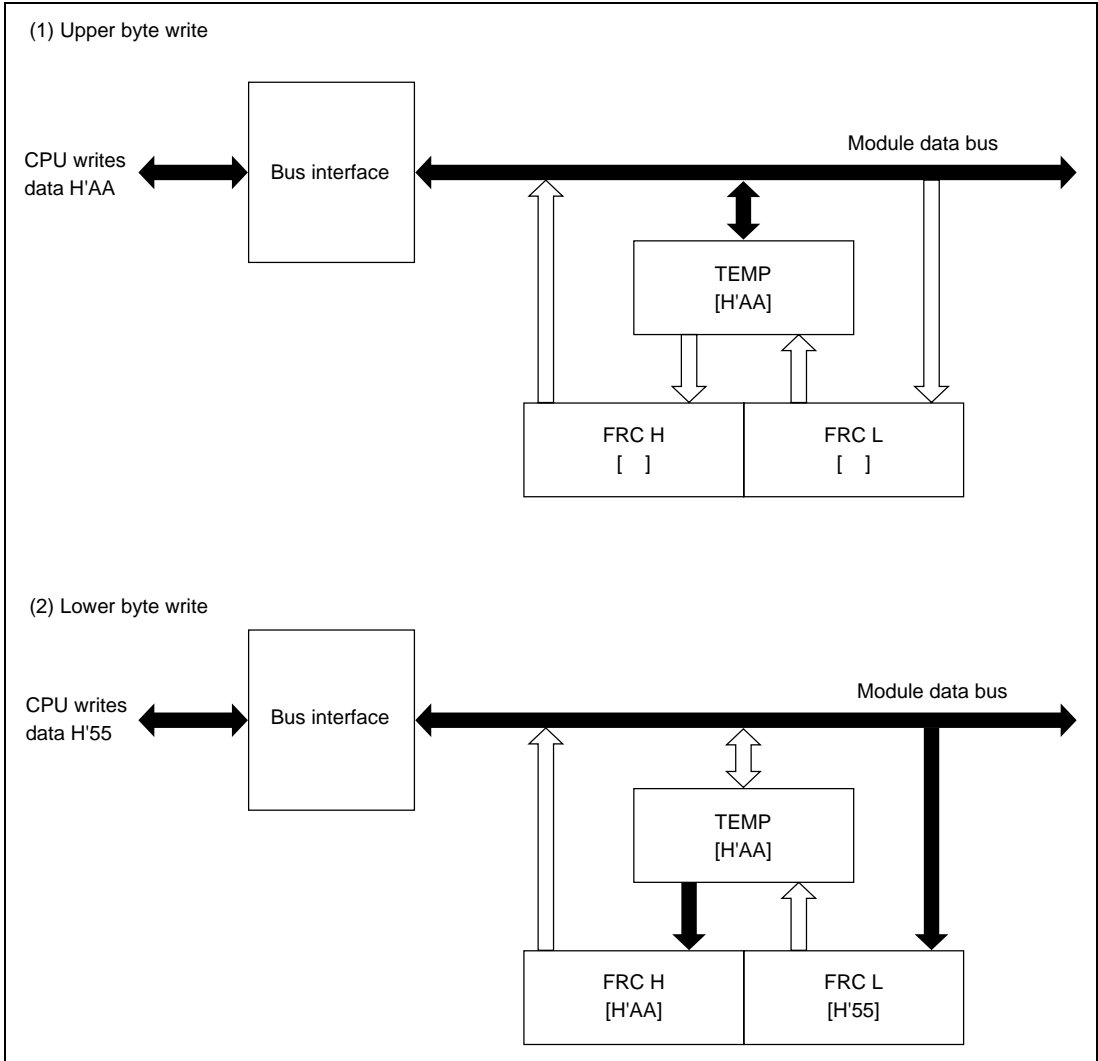 (1) Upper byte write
Module data bus
CPU writes
data H'AA
Bus interface
TEMP
[H'AA]
FRC H
[ ]
FRC L
[ ]
(2) Lower byte write
Module data bus
CPU writes
data H'55
Bus interface
TEMP
[H'AA]
FRC H
[H'AA]
FRC L
[H'55]